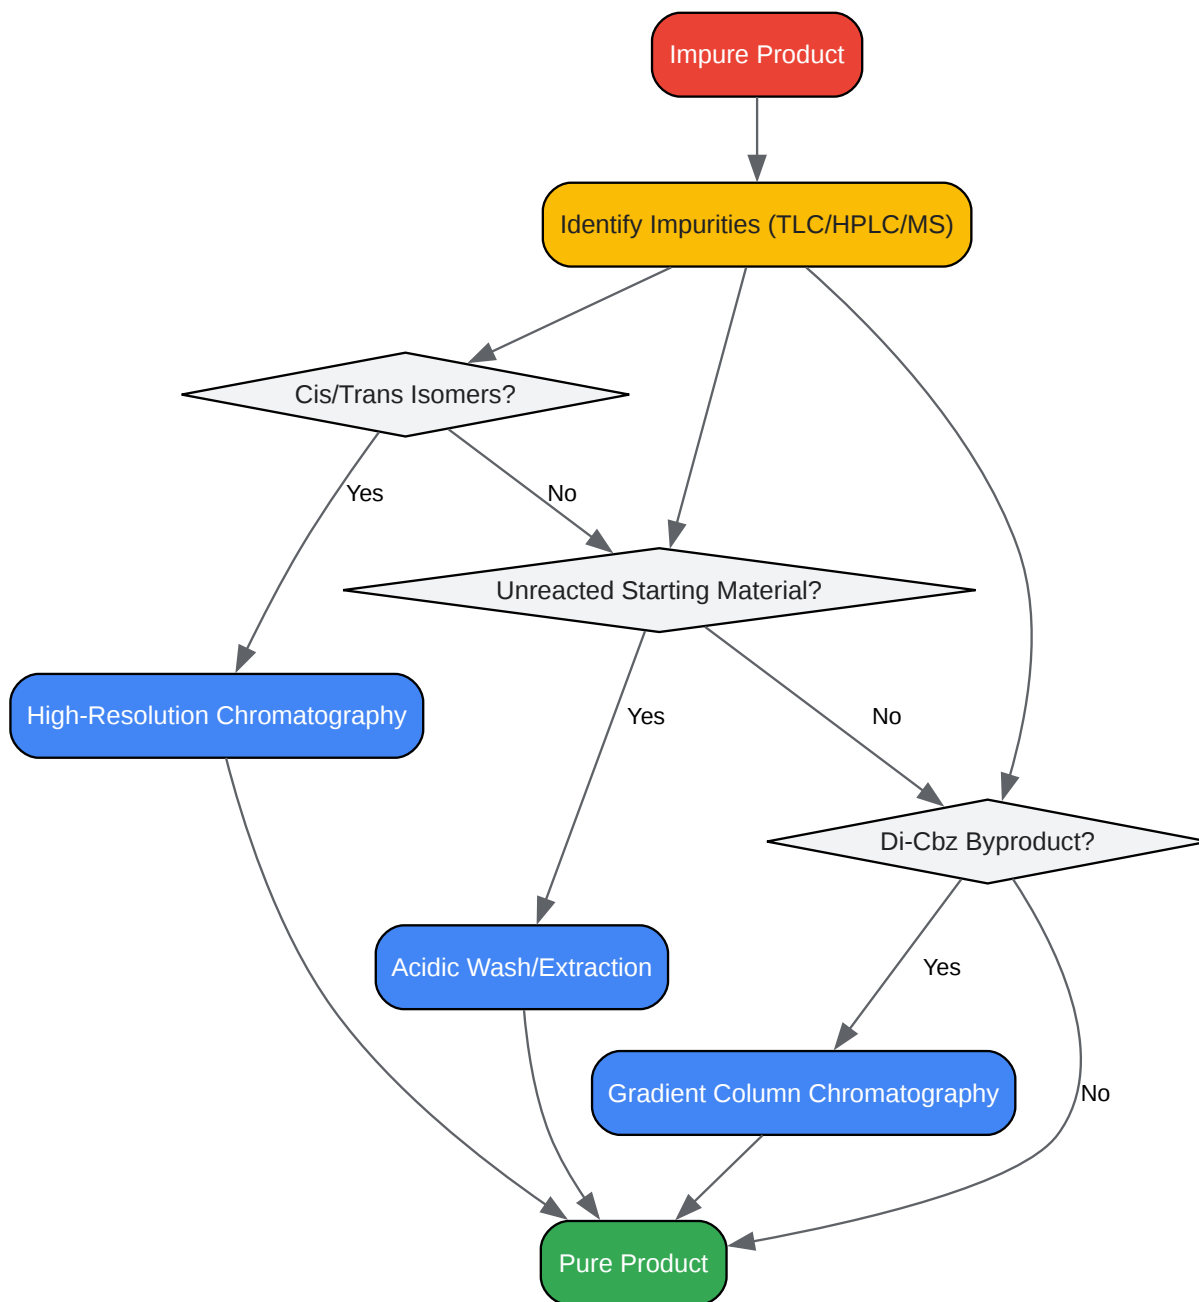 Impure Product
Identify Impurities (TLC/HPLC/MS)
Cis/Trans Isomers?
Yes
No
Unreacted Starting Material?
High-Resolution Chromatography
Yes
No
Di-Cbz Byproduct?
Acidic Wash/Extraction
Yes
Gradient Column Chromatography
No
Pure Product